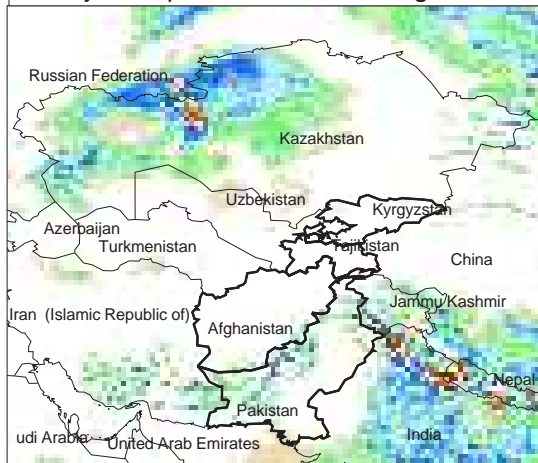 Russian Federation
Kazakhstan
Uzbekistan
Kyrgyzstan
Azerbaijan
Turkmenistan
Tajikistan
China
Iran (Islamic Republic of)
Jammu Kashmir
Afghanistan
Nepal
Pakistan
udi Arabia
United Arab Emirates
India